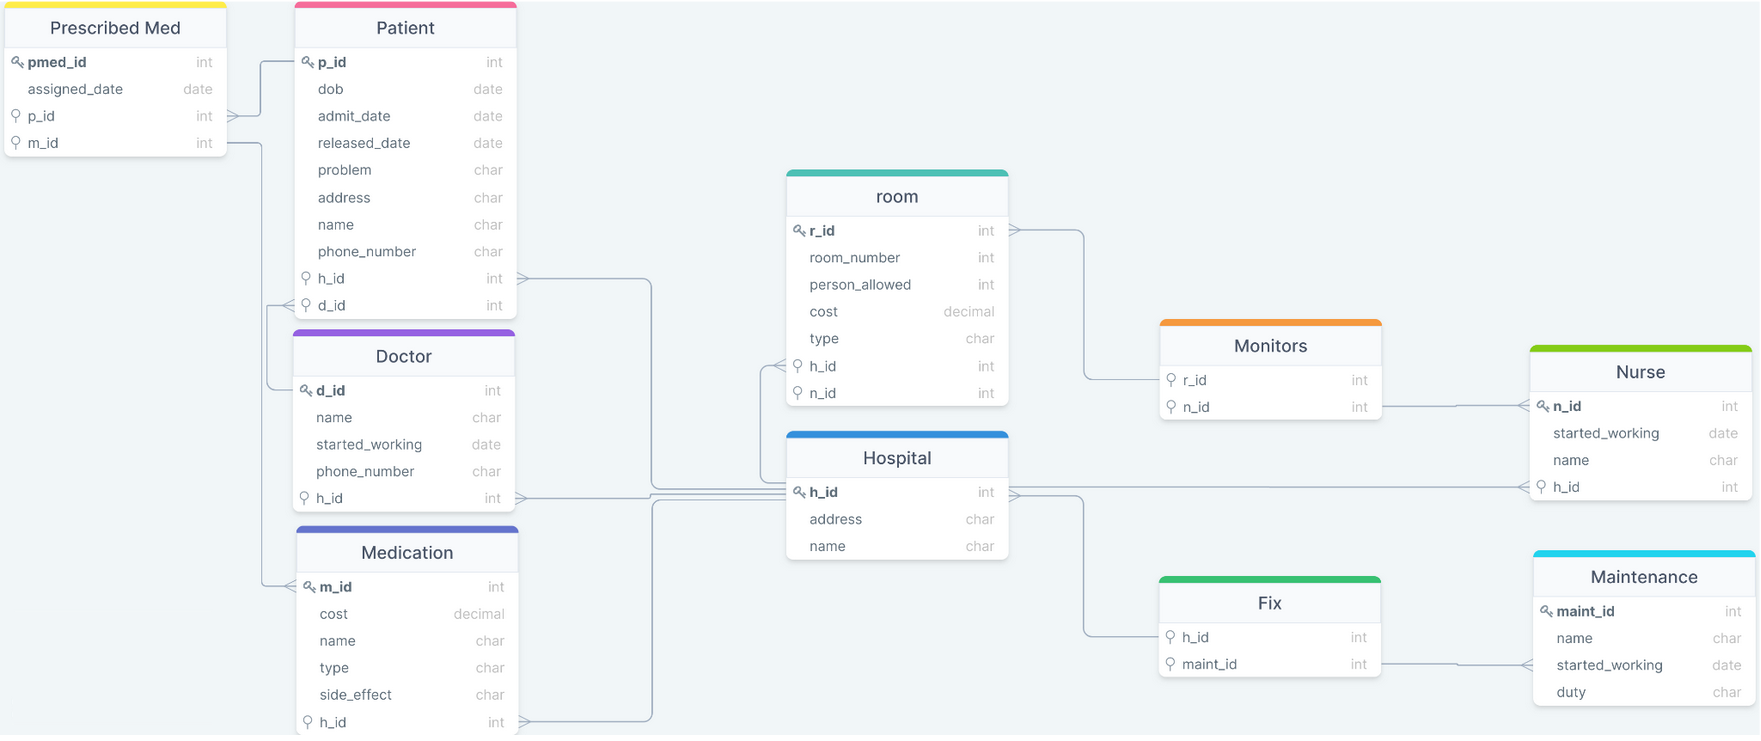 Prescribed Med
pmed_id int
assigned_date date
p_id int
m_id int
Patient
p_id int
dob date
admit_date date
released_date date
problem char
address char
name char
phone_number char
h_id int
d_id int
Doctor
d_id int
name char
started_working date
phone_number char
h_id int
Medication
m_id int
cost decimal
name char
type char
side_effect char
h_id int
room
r_id int
room_number int
person_allowed int
cost decimal
type char
h_id int
n_id int
Hospital
h_id int
address char
name char
Monitors
r_id int
n_id int
Fix
h_id int
maint_id int
Nurse
n_id int
started_working date
name char
h_id int
Maintenance
maint_id int
name char
started_working date
duty char